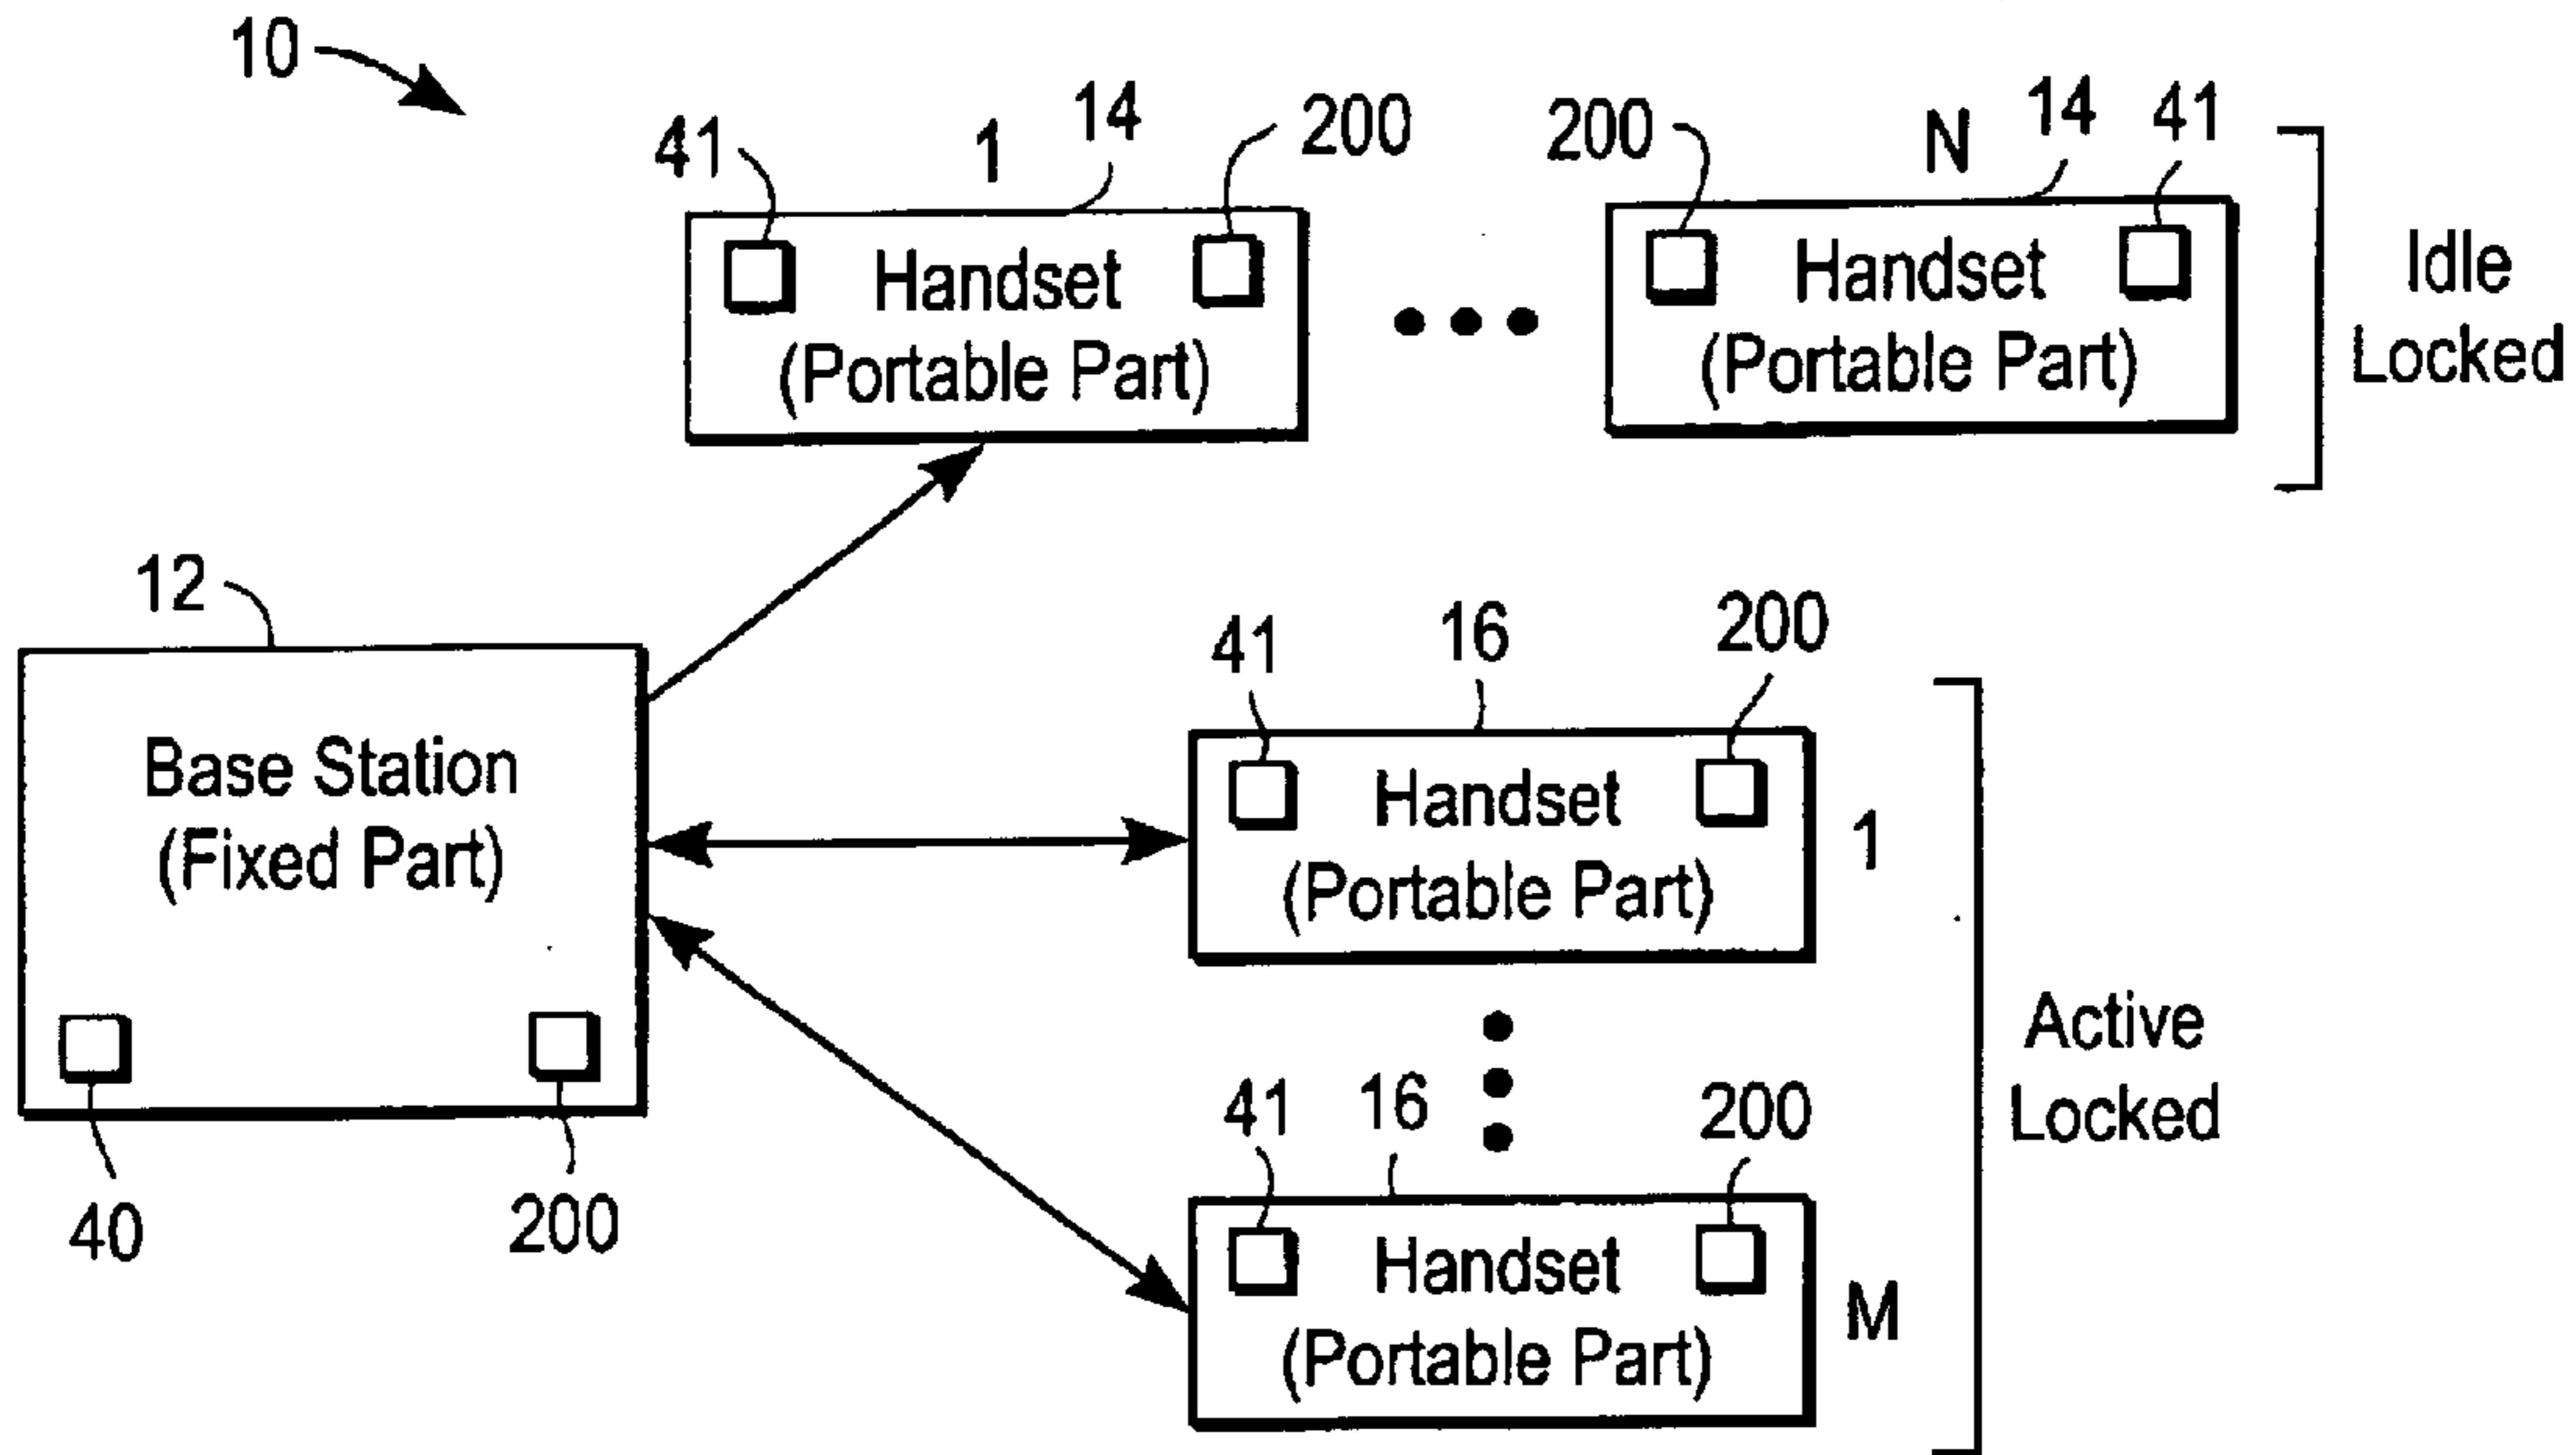 10
41
1
14
200
200
N
14
41
Handset
(Portable Part)
Handset
(Portable Part)
Idle
Locked
12
Base Station
(Fixed Part)
40
200
41
16
200
Handset
(Portable Part)
1
41
16
200
Handset
(Portable Part)
M
Active
Locked